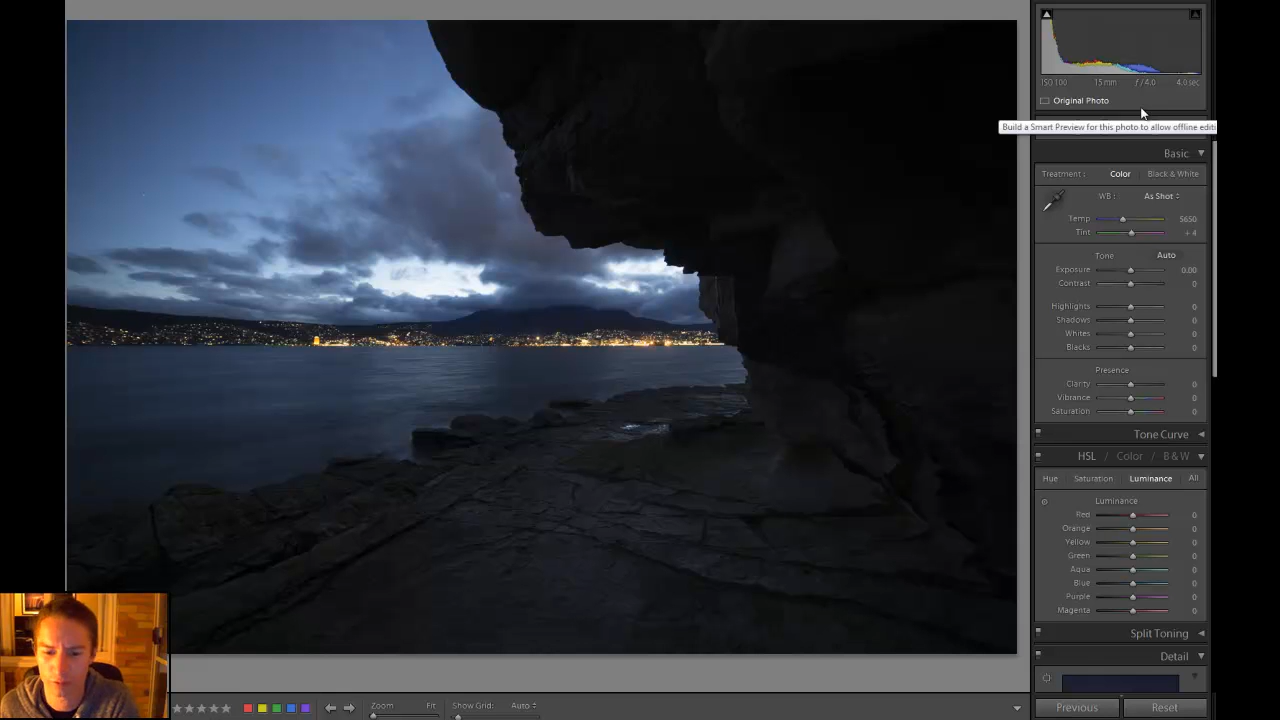 ISO 100 15 mm ƒ / 4.0 4.0 sec
Original Photo
Build a Smart Preview for this photo to allow offline editi
Basic
Treatment : Color Black & White
WB : As Shot
Temp 5650
Tint + 4
Tone Auto
Exposure 0.00
Contrast 0
Highlights 0
Shadows 0
Whites 0
Blacks 0
Presence
Clarity 0
Vibrance 0
Saturation 0
Tone Curve
HSL / Color / B & W
Hue Saturation Luminance All
Luminance
Red 0
Orange 0
Yellow 0
Green 0
Aqua 0
Blue 0
Purple 0
Magenta 0
Split Toning
Detail
Zoom Fit Show Grid: Auto
Previous Reset